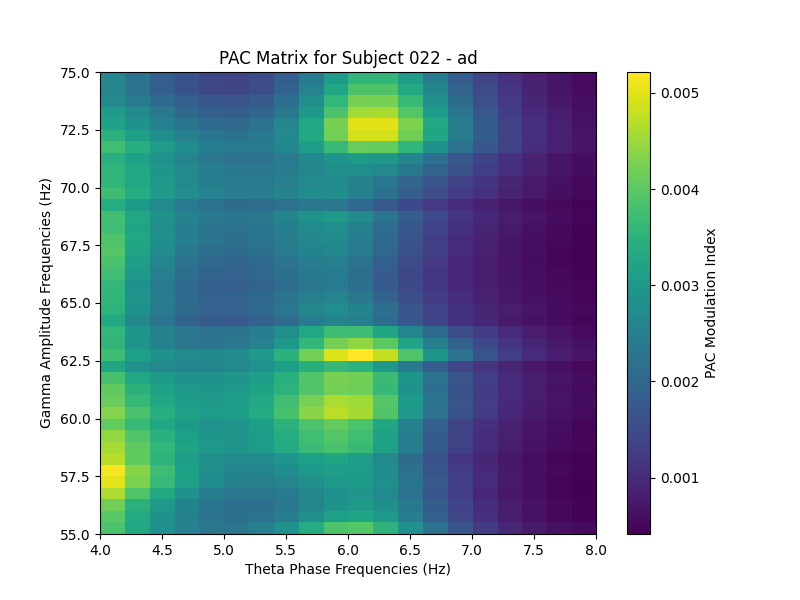 PAC Matrix for Subject 022 - ad
75.0
72.5
70.0
67.5
65.0
62.5
60.0
57.5
55.0
Gamma Amplitude Frequencies (Hz)
4.0 4.5 5.0 5.5 6.0 6.5 7.0 7.5 8.0
Theta Phase Frequencies (Hz)
0.005
0.004
0.003
0.002
0.001
PAC Modulation Index